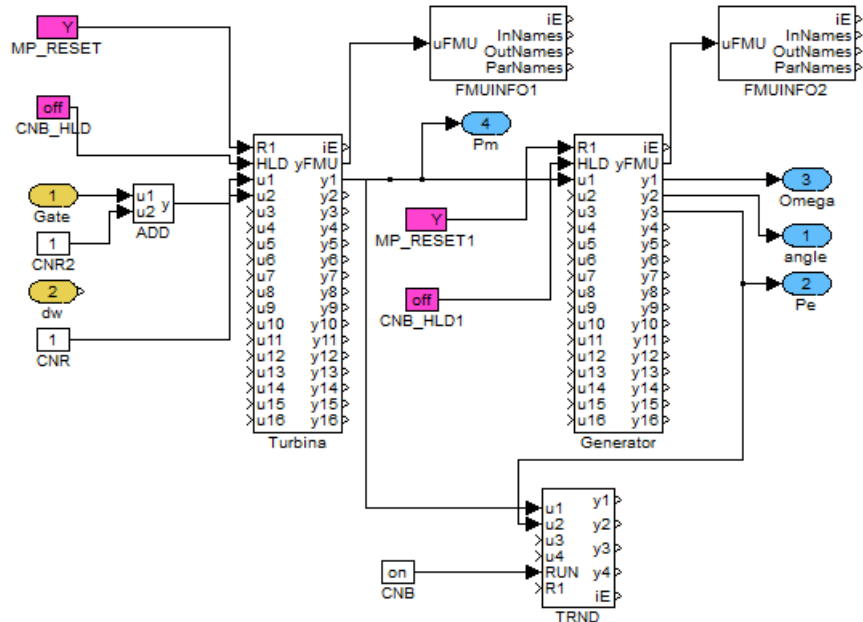 Y
MP_RESET
off
CNB_HLD
1
Gate
1
CNR2
2
dw
1
CNR
u1
u2
y
ADD
R1
HLD
u1
u2
u3
u4
u5
u6
u7
u8
u9
u10
u11
u12
u13
u14
u15
u16
iE
yFMU
y1
y2
y3
y4
y5
y6
y7
y8
y9
y10
y11
y12
y13
y14
y15
y16
Turbina
uFMU
iE
InNames
OutNames
ParNames
FMUINFO1
4
Pm
Y
MP_RESET1
off
CNB_HLD1
R1
HLD
u1
u2
u3
u4
u5
u6
u7
u8
u9
u10
u11
u12
u13
u14
u15
u16
iE
yFMU
y1
y2
y3
y4
y5
y6
y7
y8
y9
y10
y11
y12
y13
y14
y15
y16
Generator
uFMU
iE
InNames
OutNames
ParNames
FMUINFO2
3
Omega
1
angle
2
Pe
on
CNB
u1
u2
u3
u4
RUN
R1
y1
y2
y3
y4
iE
TRND